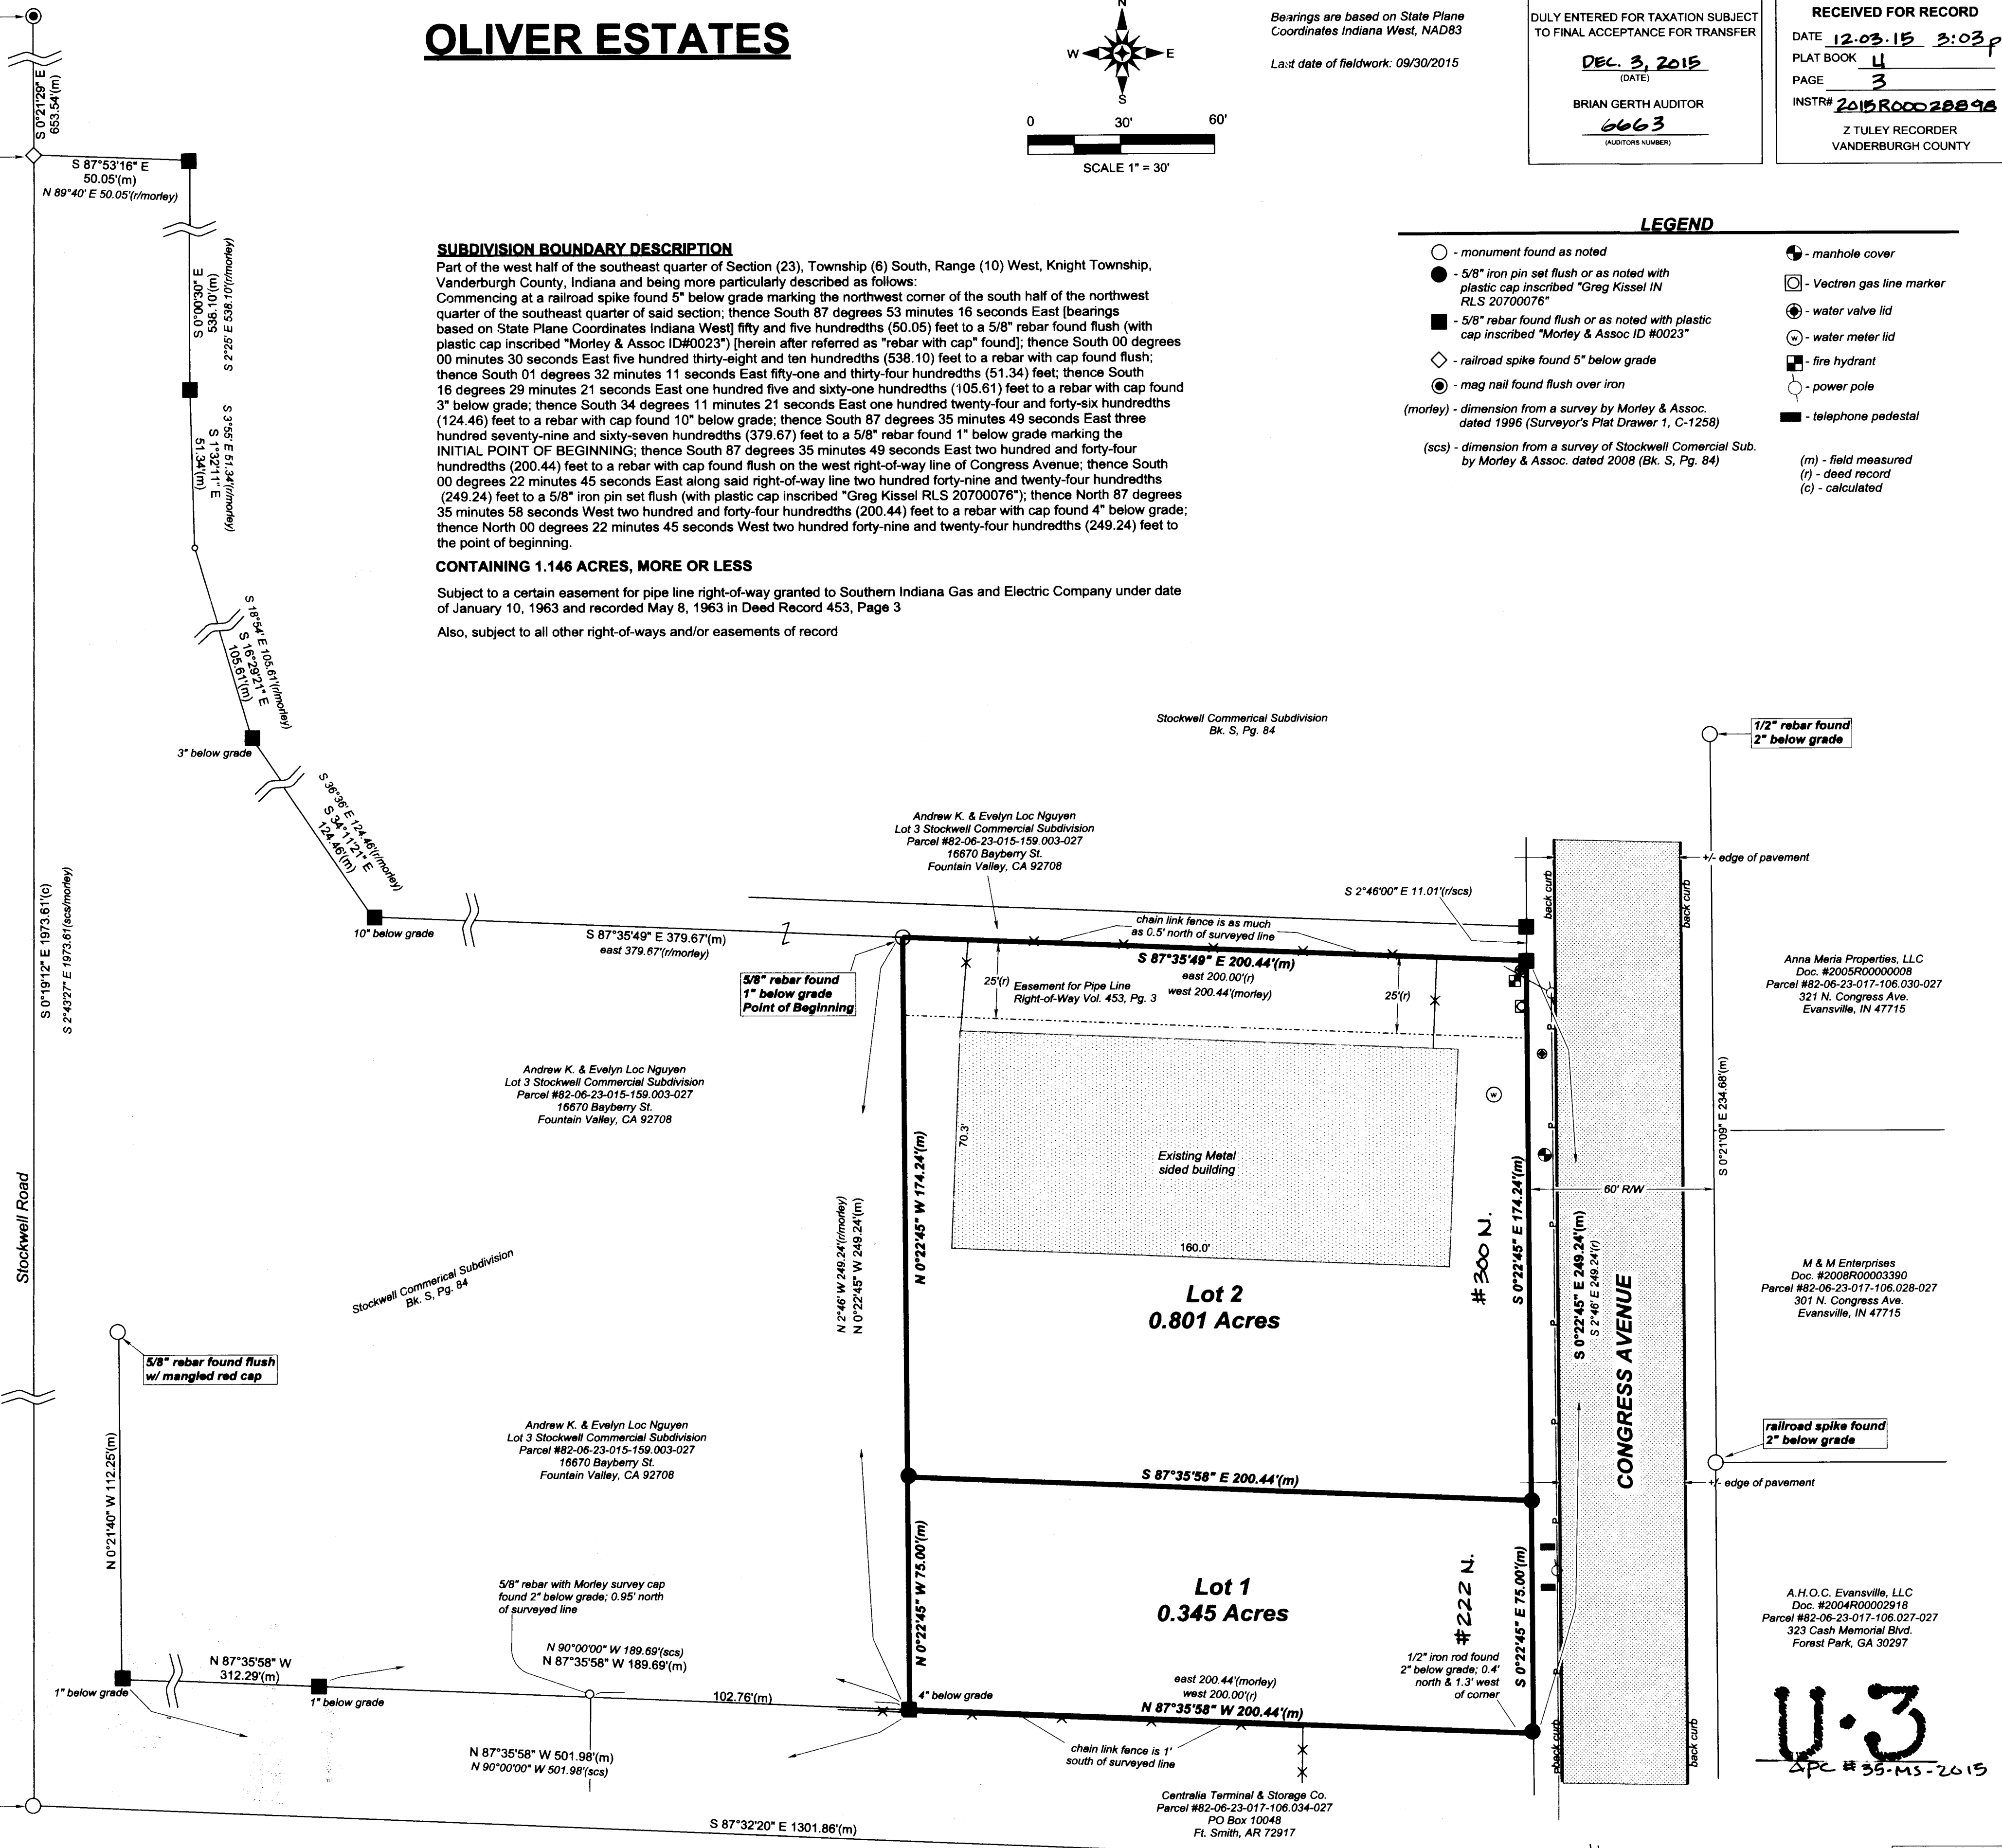 OLIVER ESTATES
N
W
E
S
0
30'
60'
SCALE 1" = 30'
Bearings are based on State Plane
Coordinates Indiana West, NAD83
Last date of fieldwork: 09/30/2015
DULY ENTERED FOR TAXATION SUBJECT
TO FINAL ACCEPTANCE FOR TRANSFER
DEC. 3, 2015
(DATE)
BRIAN GERTH AUDITOR
6663
(AUDITORS NUMBER)
RECEIVED FOR RECORD
DATE 12.03.15 3:03p
PLAT BOOK U
PAGE 3
INSTR# 2015R00028898
Z TULEY RECORDER
VANDERBURGH COUNTY
S 0°21'29" E
653.54'(m)
S 87°53'16" E
50.05'(m)
N 89°40' E 50.05'(r/morley)
S 0°00'30" E
538.10'(m)
S 2°25' E 538.10'(r/morley)
S 3°55' E 51.34'(r/morley)
S 1°32'11" E
51.34'(m)
S 18°54' E 105.61'(r/morley)
S 16°29'21" E
105.61'(m)
3" below grade
S 36°36' E 124.46'(r/morley)
S 34°11'21" E
124.46'(m)
10" below grade
SUBDIVISION BOUNDARY DESCRIPTION
Part of the west half of the southeast quarter of Section (23), Township (6) South, Range (10) West, Knight Township,
Vanderburgh County, Indiana and being more particularly described as follows:
Commencing at a railroad spike found 5" below grade marking the northwest corner of the south half of the northwest
quarter of the southeast quarter of said section; thence South 87 degrees 53 minutes 16 seconds East [bearings
based on State Plane Coordinates Indiana West] fifty and five hundredths (50.05) feet to a 5/8" rebar found flush (with
plastic cap inscribed "Morley & Assoc ID#0023") [herein after referred as "rebar with cap" found]; thence South 00 degrees
00 minutes 30 seconds East five hundred thirty-eight and ten hundredths (538.10) feet to a rebar with cap found flush;
thence South 01 degrees 32 minutes 11 seconds East fifty-one and thirty-four hundredths (51.34) feet; thence South
16 degrees 29 minutes 21 seconds East one hundred five and sixty-one hundredths (105.61) feet to a rebar with cap found
3" below grade; thence South 34 degrees 11 minutes 21 seconds East one hundred twenty-four and forty-six hundredths
(124.46) feet to a rebar with cap found 10" below grade; thence South 87 degrees 35 minutes 49 seconds East three
hundred seventy-nine and sixty-seven hundredths (379.67) feet to a 5/8" rebar found 1" below grade marking the
INITIAL POINT OF BEGINNING; thence South 87 degrees 35 minutes 49 seconds East two hundred and forty-four
hundredths (200.44) feet to a rebar with cap found flush on the west right-of-way line of Congress Avenue; thence South
00 degrees 22 minutes 45 seconds East along said right-of-way line two hundred forty-nine and twenty-four hundredths
(249.24) feet to a 5/8" iron pin set flush (with plastic cap inscribed "Greg Kissel RLS 20700076"); thence North 87 degrees
35 minutes 58 seconds West two hundred and forty-four hundredths (200.44) feet to a rebar with cap found 4" below grade;
thence North 00 degrees 22 minutes 45 seconds West two hundred forty-nine and twenty-four hundredths (249.24) feet to
the point of beginning.
CONTAINING 1.146 ACRES, MORE OR LESS
Subject to a certain easement for pipe line right-of-way granted to Southern Indiana Gas and Electric Company under date
of January 10, 1963 and recorded May 8, 1963 in Deed Record 453, Page 3
Also, subject to all other right-of-ways and/or easements of record
LEGEND
- monument found as noted
- 5/8" iron pin set flush or as noted with
plastic cap inscribed "Greg Kissel IN
RLS 20700076"
- 5/8" rebar found flush or as noted with plastic
cap inscribed "Morley & Assoc ID #0023"
- railroad spike found 5" below grade
- mag nail found flush over iron
(morley) - dimension from a survey by Morley & Assoc.
dated 1996 (Surveyor's Plat Drawer 1, C-1258)
(scs) - dimension from a survey of Stockwell Comercial Sub.
by Morley & Assoc. dated 2008 (Bk. S, Pg. 84)
- manhole cover
- Vectren gas line marker
- water valve lid
W - water meter lid
- fire hydrant
- power pole
- telephone pedestal
(m) - field measured
(r) - deed record
(c) - calculated
Stockwell Commerical Subdivision
Bk. S, Pg. 84
1/2" rebar found
2" below grade
Andrew K. & Evelyn Loc Nguyen
Lot 3 Stockwell Commercial Subdivision
Parcel #82-06-23-015-159.003-027
16670 Bayberry St.
Fountain Valley, CA 92708
S 2°46'00" E 11.01'(r/scs)
+/- edge of pavement
back curb
back curb
S 0°19'12" E 1973.61'(c)
S 2°43'27" E 1973.61(scs/morley)
Stockwell Road
S 87°35'49" E 379.67'(m)
east 379.67'(r/morley)
chain link fence is as much
as 0.5' north of surveyed line
S 87°35'49" E 200.44'(m)
east 200.00'(r)
west 200.44'(morley)
5/8" rebar found
1" below grade
Point of Beginning
25'(r)
Easement for Pipe Line
Right-of-Way Vol. 453, Pg. 3
25'(r)
Anna Meria Properties, LLC
Doc. #2005R00000008
Parcel #82-06-23-017-106.030-027
321 N. Congress Ave.
Evansville, IN 47715
Andrew K. & Evelyn Loc Nguyen
Lot 3 Stockwell Commercial Subdivision
Parcel #82-06-23-015-159.003-027
16670 Bayberry St.
Fountain Valley, CA 92708
W
P
P
P
P
P
P
P
S 0°21'09" E 234.68'(m)
70.3'
Existing Metal
sided building
160.0'
N 0°22'45" W 174.24'(m)
N 2°46' W 249.24'(r/morley)
N 0°22'45" W 249.24'(m)
S 0°22'45" E 174.24'(m)
60' R/W
#300 N.
S 0°22'45" E 249.24'(m)
S 2°46' E 249.24'(r)
CONGRESS AVENUE
Lot 2
0.801 Acres
M & M Enterprises
Doc. #2008R00003390
Parcel #82-06-23-017-106.028-027
301 N. Congress Ave.
Evansville, IN 47715
Stockwell Commerical Subdivision
Bk. S, Pg. 84
5/8" rebar found flush
w/ mangled red cap
N 0°21'40" W 112.25'(m)
Andrew K. & Evelyn Loc Nguyen
Lot 3 Stockwell Commercial Subdivision
Parcel #82-06-23-015-159.003-027
16670 Bayberry St.
Fountain Valley, CA 92708
railroad spike found
2" below grade
S 87°35'58" E 200.44'(m)
+/- edge of pavement
N 0°22'45" W 75.00'(m)
Lot 1
0.345 Acres
#222 N.
S 0°22'45" E 75.00'(m)
A.H.O.C. Evansville, LLC
Doc. #2004R00002918
Parcel #82-06-23-017-106.027-027
323 Cash Memorial Blvd.
Forest Park, GA 30297
5/8" rebar with Morley survey cap
found 2" below grade; 0.95' north
of surveyed line
N 90°00'00" W 189.69'(scs)
N 87°35'58" W 189.69'(m)
N 87°35'58" W
312.29'(m)
1" below grade
1" below grade
102.76'(m)
4" below grade
east 200.44'(morley)
west 200.00'(r)
N 87°35'58" W 200.44'(m)
1/2" iron rod found
2" below grade; 0.4'
north & 1.3' west
of corner
back curb
back curb
N 87°35'58" W 501.98'(m)
N 90°00'00" W 501.98'(scs)
chain link fence is 1'
south of surveyed line
U-3
APC #35-MS-2015
Centralia Terminal & Storage Co.
Parcel #82-06-23-017-106.034-027
PO Box 10048
Ft. Smith, AR 72917
S 87°32'20" E 1301.86'(m)